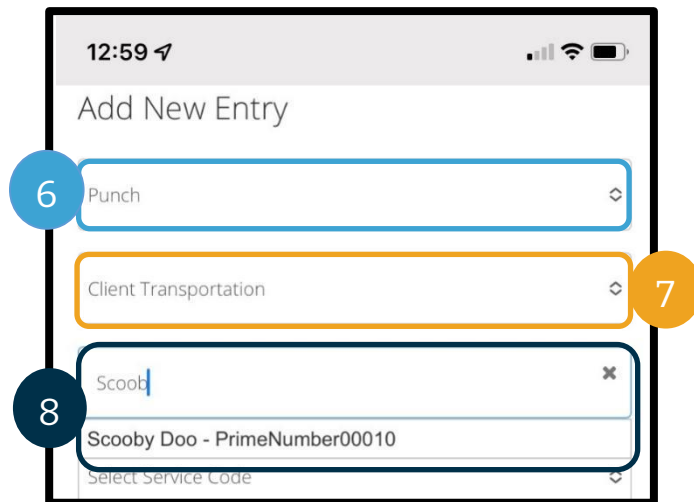 12:59
Add New Entry
6
Punch
Client Transportation
7
Scoob
8
Scooby Doo - PrimeNumber00010
Select Service Code